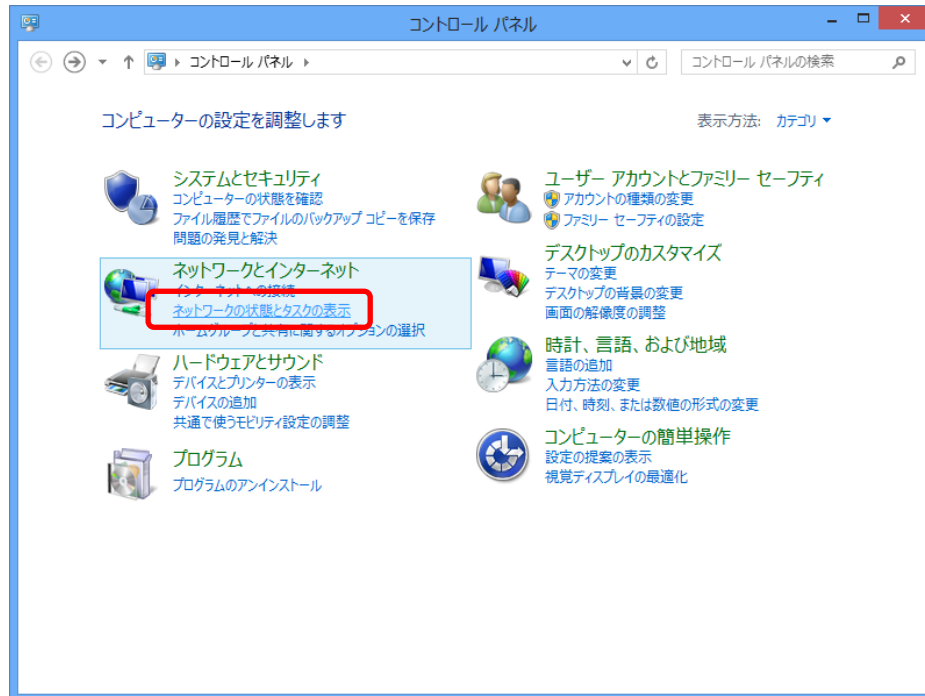 コントロール パネル
コントロール パネル
コントロール パネルの検索
コンピューターの設定を調整します
表示方法: カテゴリ
システムとセキュリティ
コンピューターの状態を確認
ファイル履歴でファイルのバックアップ コピーを保存
問題の発見と解決
ネットワークとインターネット
インターネットへの接続
ネットワークの状態とタスクの表示
ホームグループと共有に関するオプションの選択
ハードウェアとサウンド
デバイスとプリンターの表示
デバイスの追加
共通で使うモビリティ設定の調整
プログラム
プログラムのアンインストール
ユーザー アカウントとファミリー セーフティ
アカウントの種類の変更
ファミリー セーフティの設定
デスクトップのカスタマイズ
テーマの変更
デスクトップの背景の変更
画面の解像度の調整
時計、言語、および地域
言語の追加
入力方法の変更
日付、時刻、または数値の形式の変更
コンピューターの簡単操作
設定の提案の表示
視覚ディスプレイの最適化